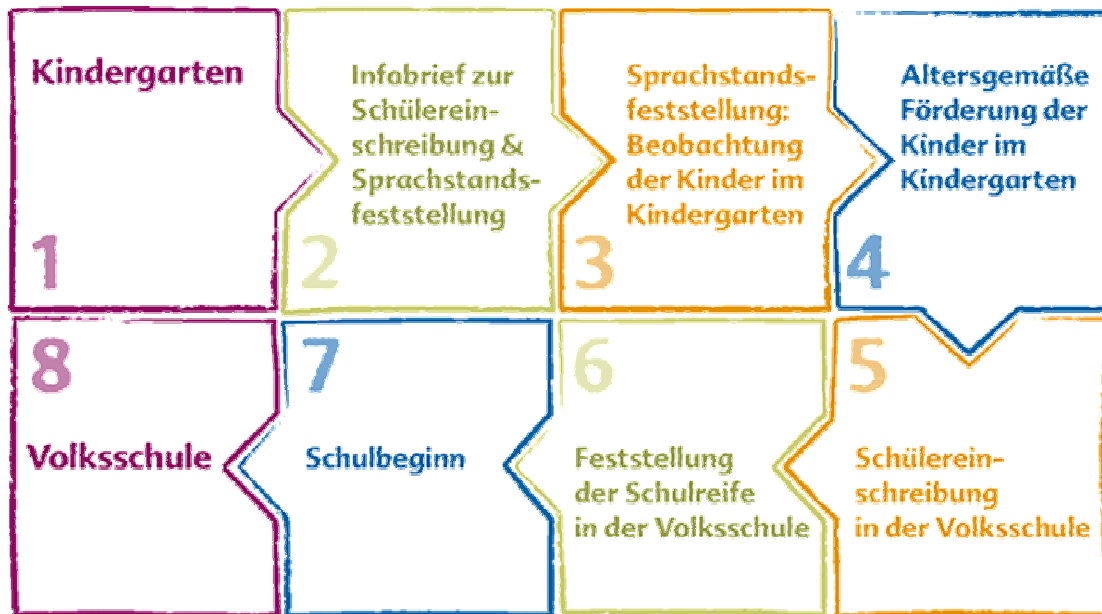 Kindergarten
1
Infobrief zur
Schülerein-
schreibung &
Sprachstands-
feststellung
2
Sprachstands-
feststellung:
Beobachtung
der Kinder im
Kindergarten
3
Altersgemäße
Förderung der
Kinder im
Kindergarten
4
5
Schülerein-
schreibung
in der Volksschule
6
Feststellung
der Schulreife
in der Volksschule
7
Schulbeginn
8
Volksschule